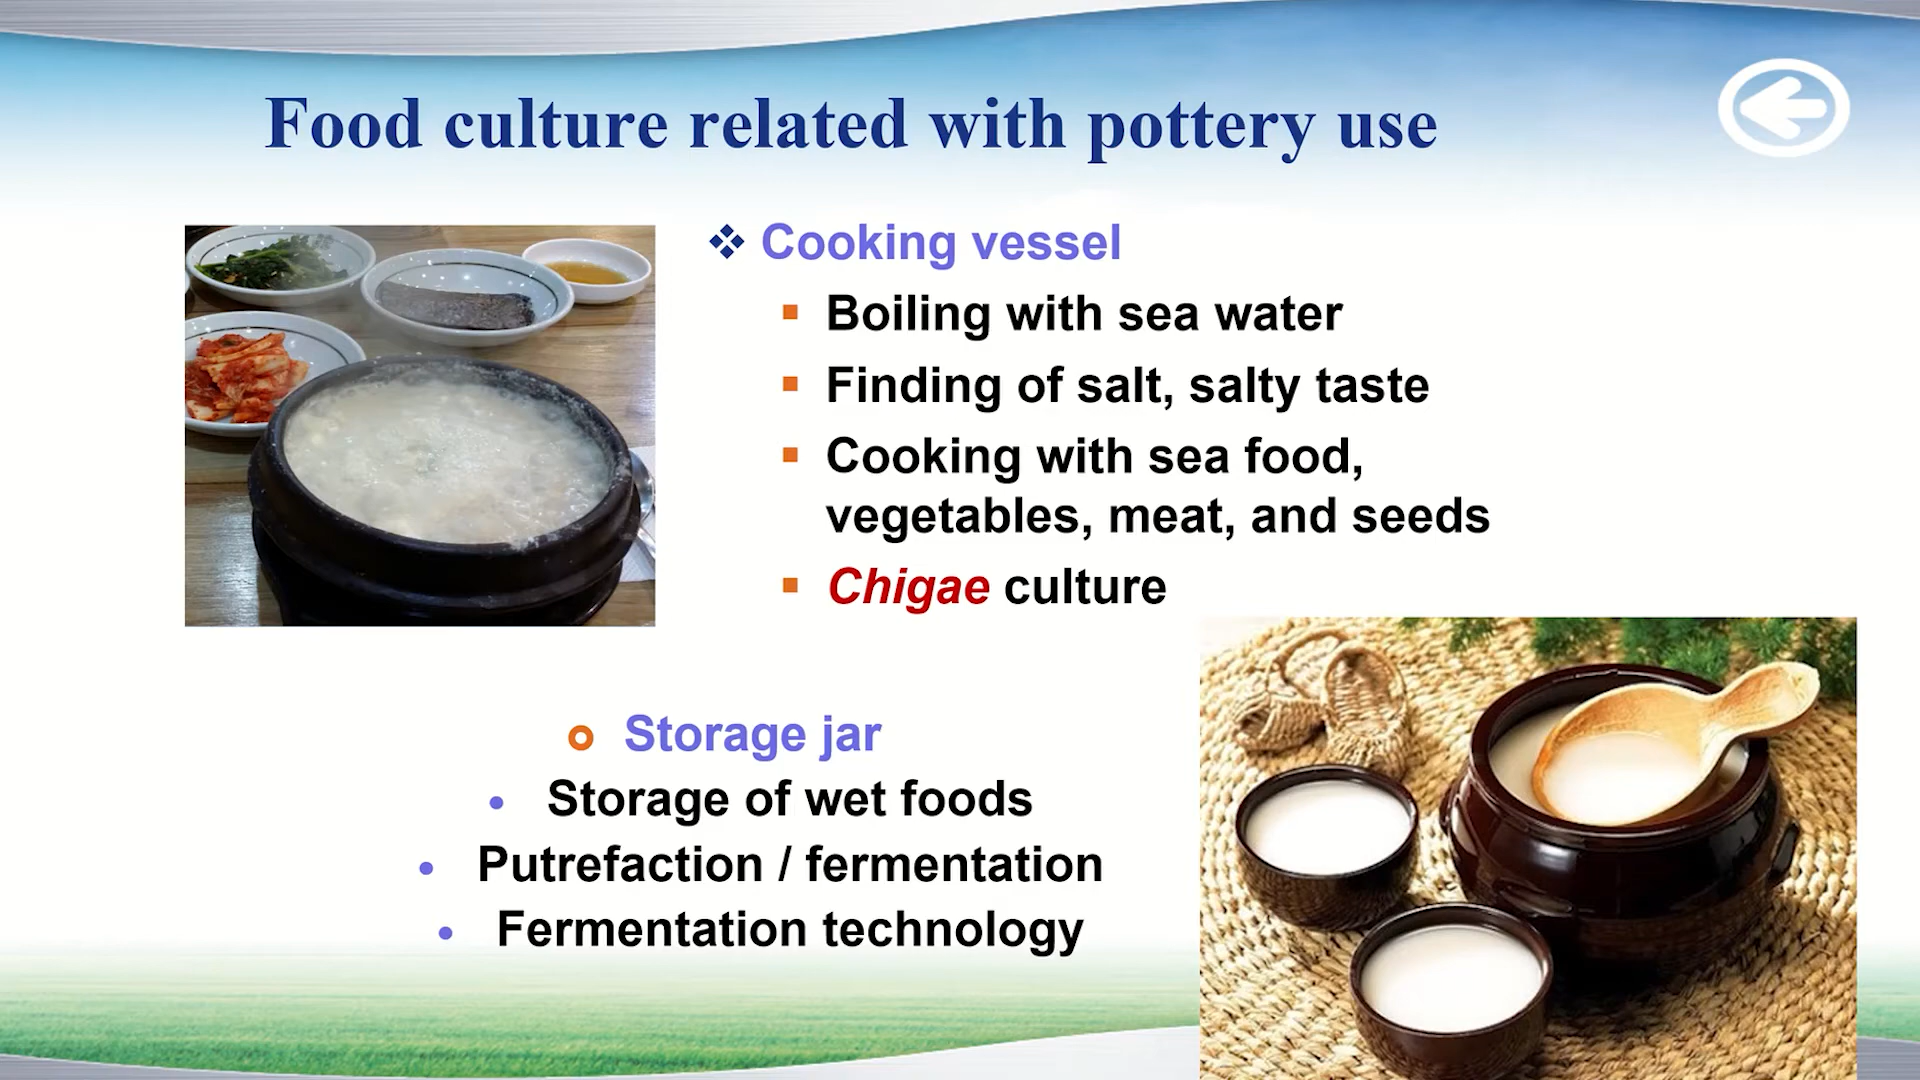 Food culture related with pottery use
Cooking vessel
Boiling with sea water
Finding of salt, salty taste
Cooking with sea food,
vegetables, meat, and seeds
Chigae culture
Storage jar
Storage of wet foods
Putrefaction / fermentation
Fermentation technology